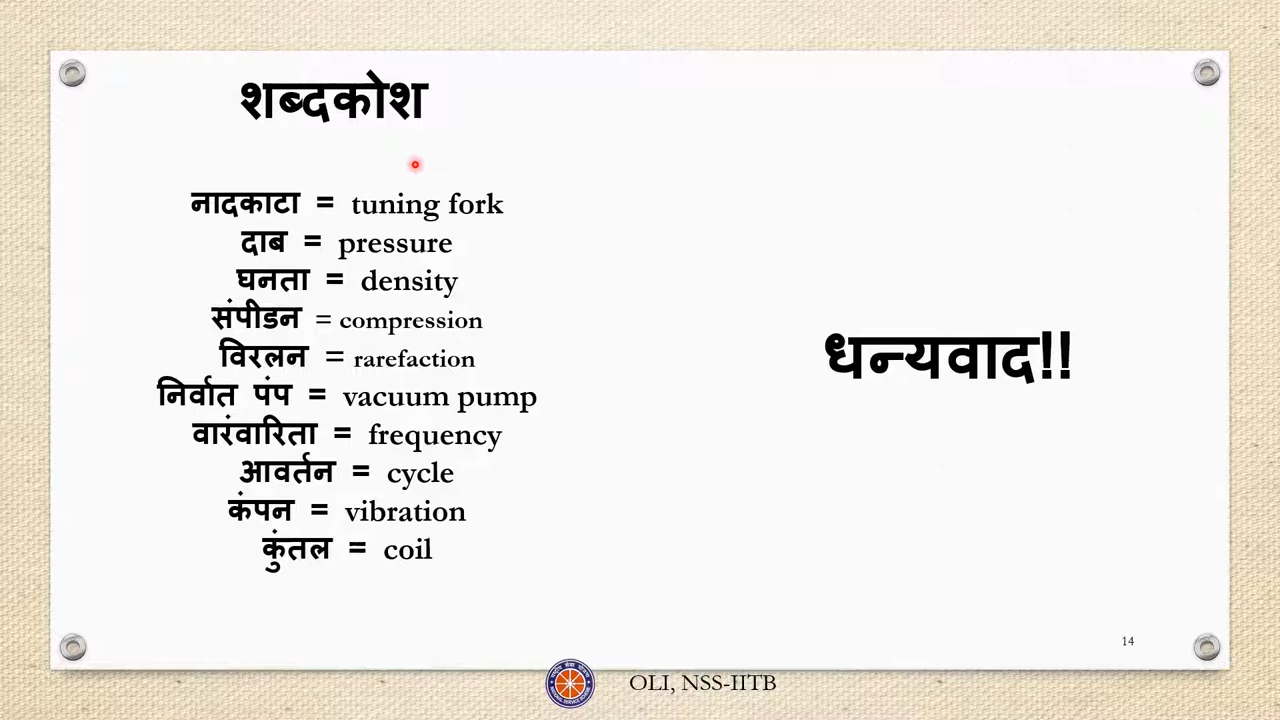 शब्दकोश
नादकाटा = tuning fork
दाब = pressure
घनता = density
संपीडन = compression
विरलन = rarefaction
निर्वात पंप = vacuum pump
वारंवारिता = frequency
आवर्तन = cycle
कंपन = vibration
कुंतल = coil
धन्यवाद!!
14
OLI, NSS-IITB